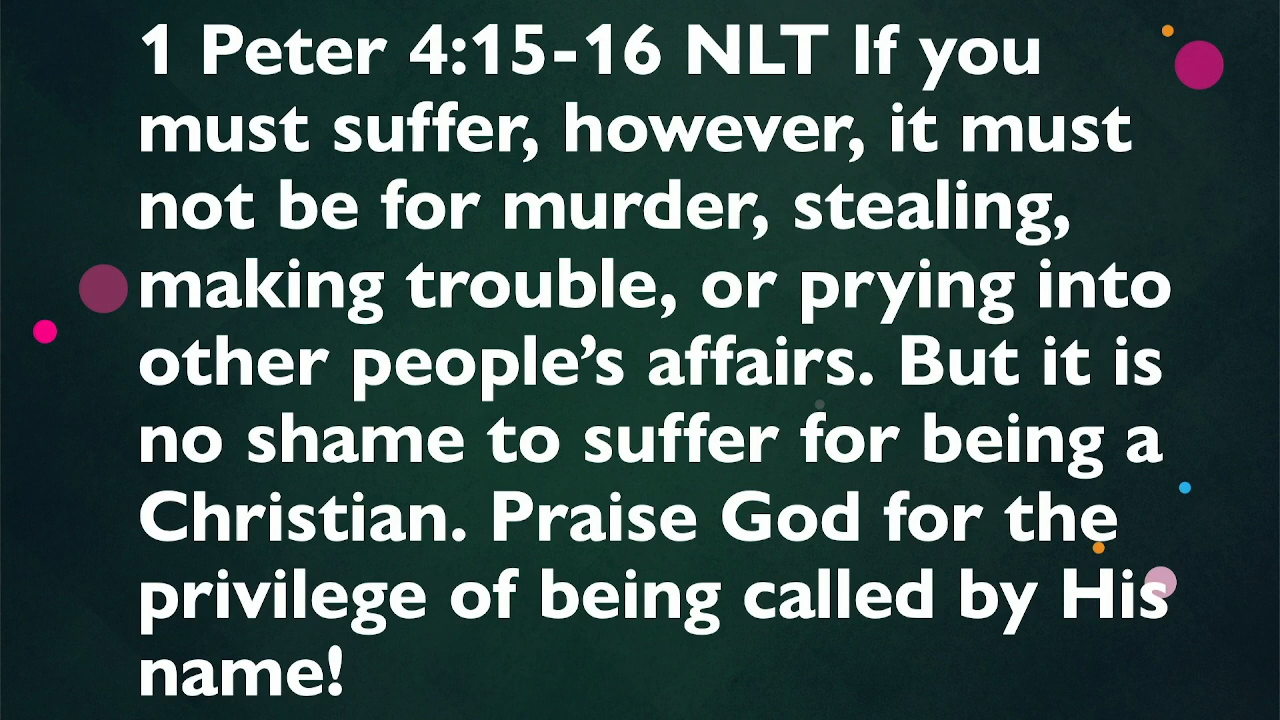 1 Peter 4:15-16 NLT If you
must suffer, however, it must
not be for murder, stealing,
making trouble, or prying into
other people’s affairs. But it is
no shame to suffer for being a
Christian. Praise God for the
privilege of being called by His
name!